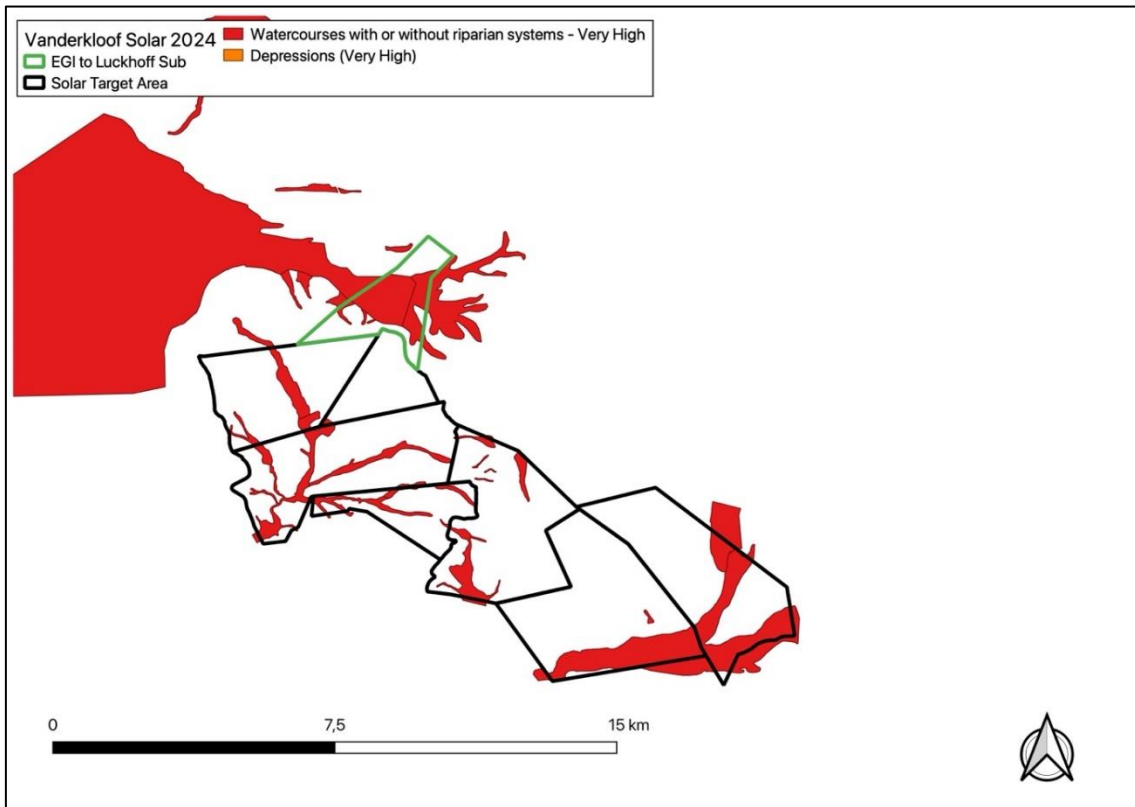 Vanderkloof Solar 2024
EGI to Luckhoff Sub
Solar Target Area
Watercourses with or without riparian systems - Very High
Depressions (Very High)
0 7,5 15 km